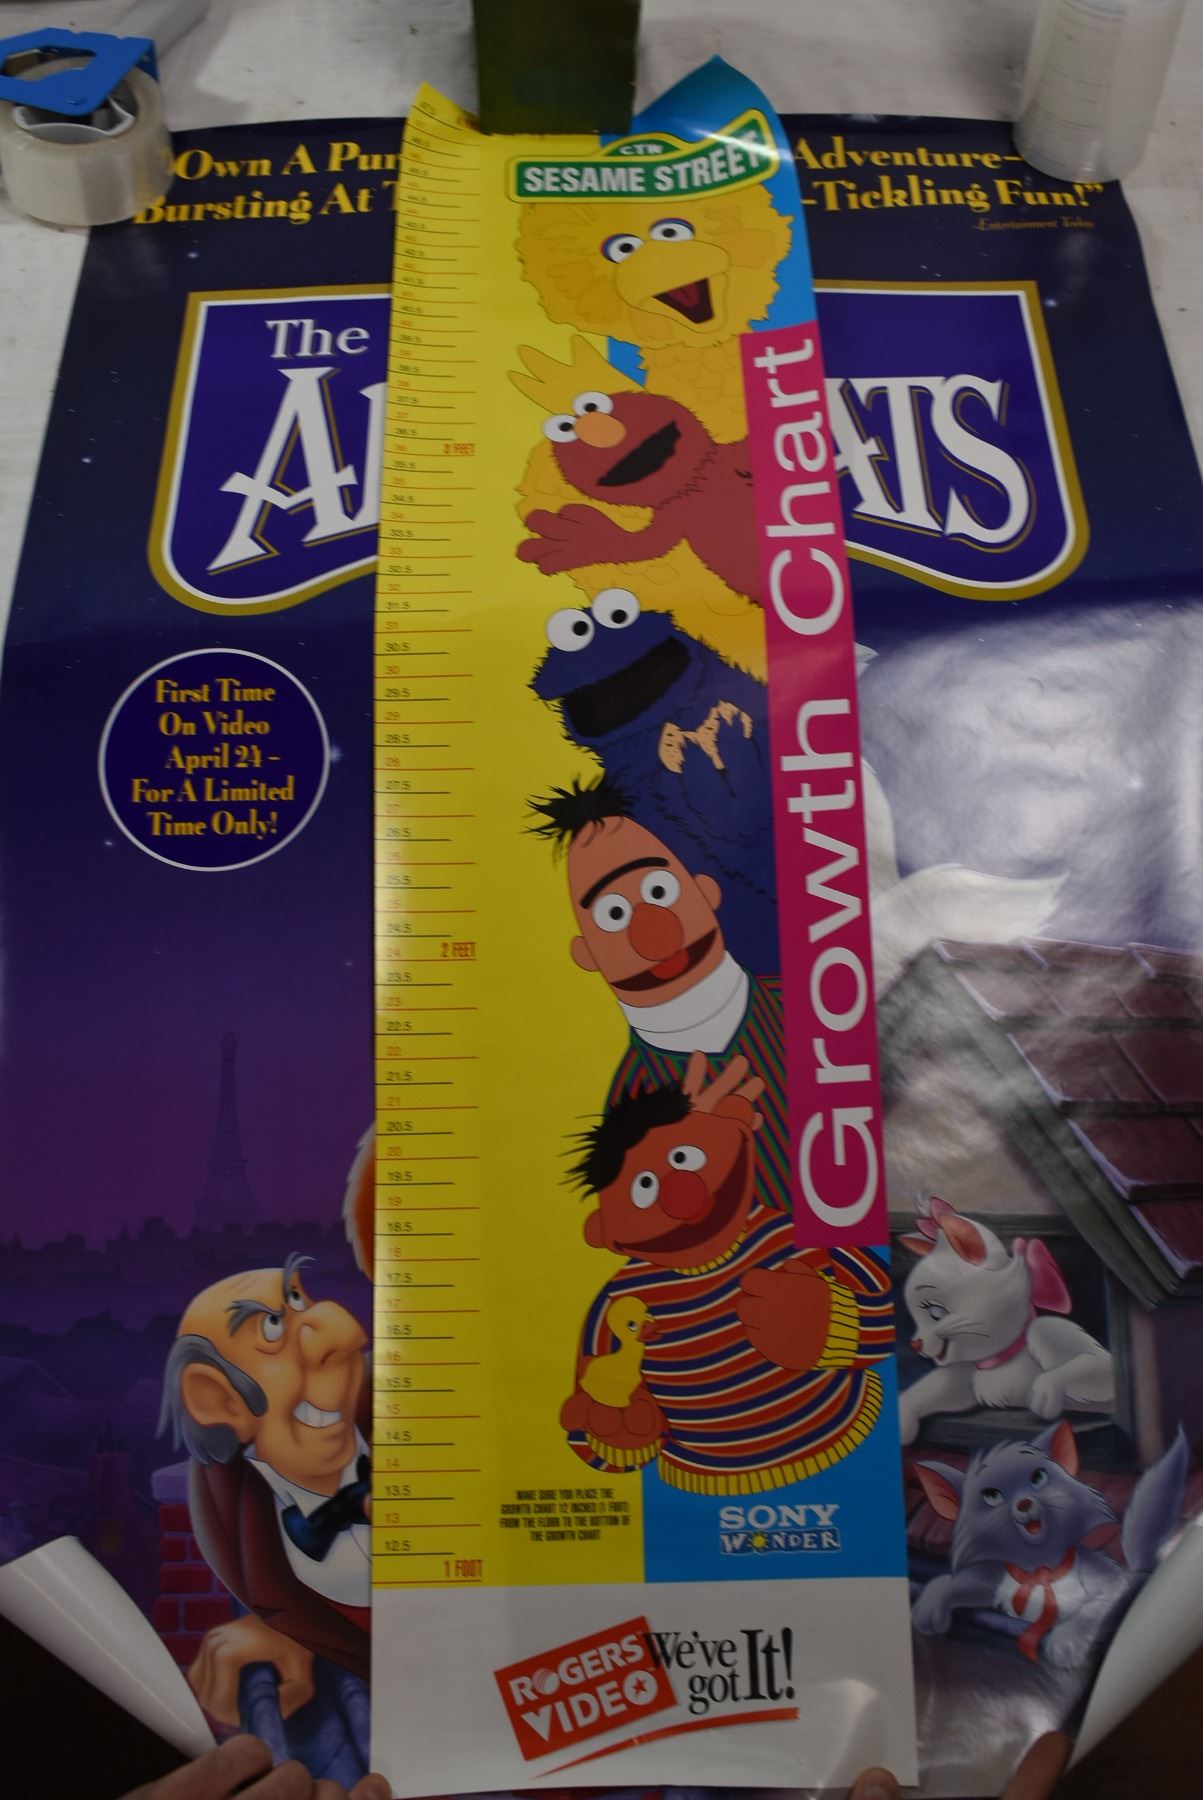 "Own A Pur
Adventure–
Bursting At T
-Tickling Fun!"
-Entertainment Today
CTW
SESAME STREET
The
ATS
First Time
On Video
April 24 –
For A Limited
Time Only!
Growth Chart
3 FEET
36
35.5
35
34.5
34
33.5
33
32.5
32
31.5
31
30.5
30
29.5
29
28.5
28
27.5
27
26.5
26
25.5
25
24.5
24 2 FEET
23.5
23
22.5
22
21.5
21
20.5
20
19.5
19
18.5
18
17.5
17
16.5
16
15.5
15
14.5
14
13.5
13
12.5
1 FOOT
MAKE SURE YOU PLACE THE
GROWTH CHART 12 INCHES (1 FOOT)
FROM THE FLOOR TO THE BOTTOM OF
THE GROWTH CHART
SONY
WONDER
ROGERS
VIDEO
We've
got It!